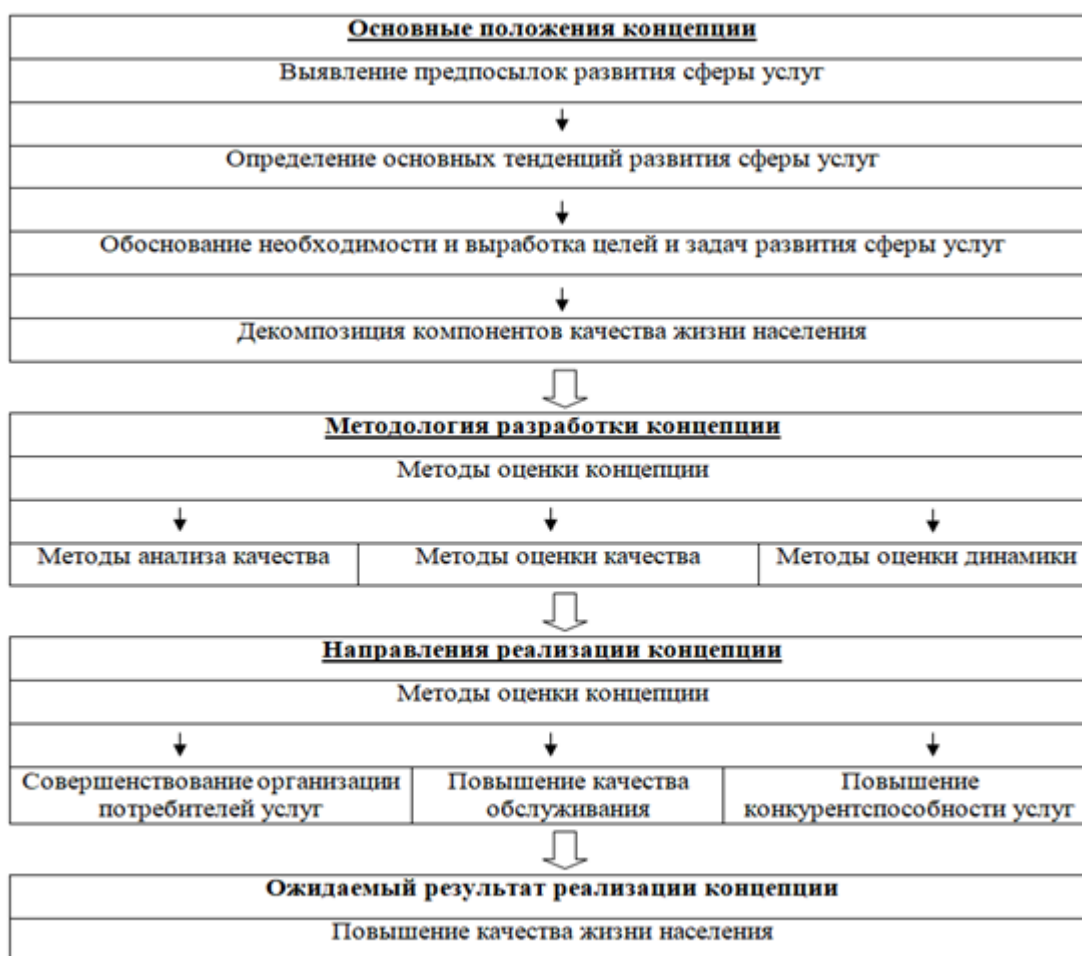 Основные положения концепции
Выявление предпосылок развития сферы услуг
Определение основных тенденций развития сферы услуг
Обоснование необходимости и выработка целей и задач развития сферы услуг
Декомпозиция компонентов качества жизни населения
Методология разработки концепции
Методы оценки концепции
Методы анализа качества
Методы оценки качества
Методы оценки динамики
Направления реализации концепции
Методы оценки концепции
Совершенствование организации
потребителей услуг
Повышение качества
обслуживания
Повышение
конкурентспособности услуг
Ожидаемый результат реализации концепции
Повышение качества жизни населения